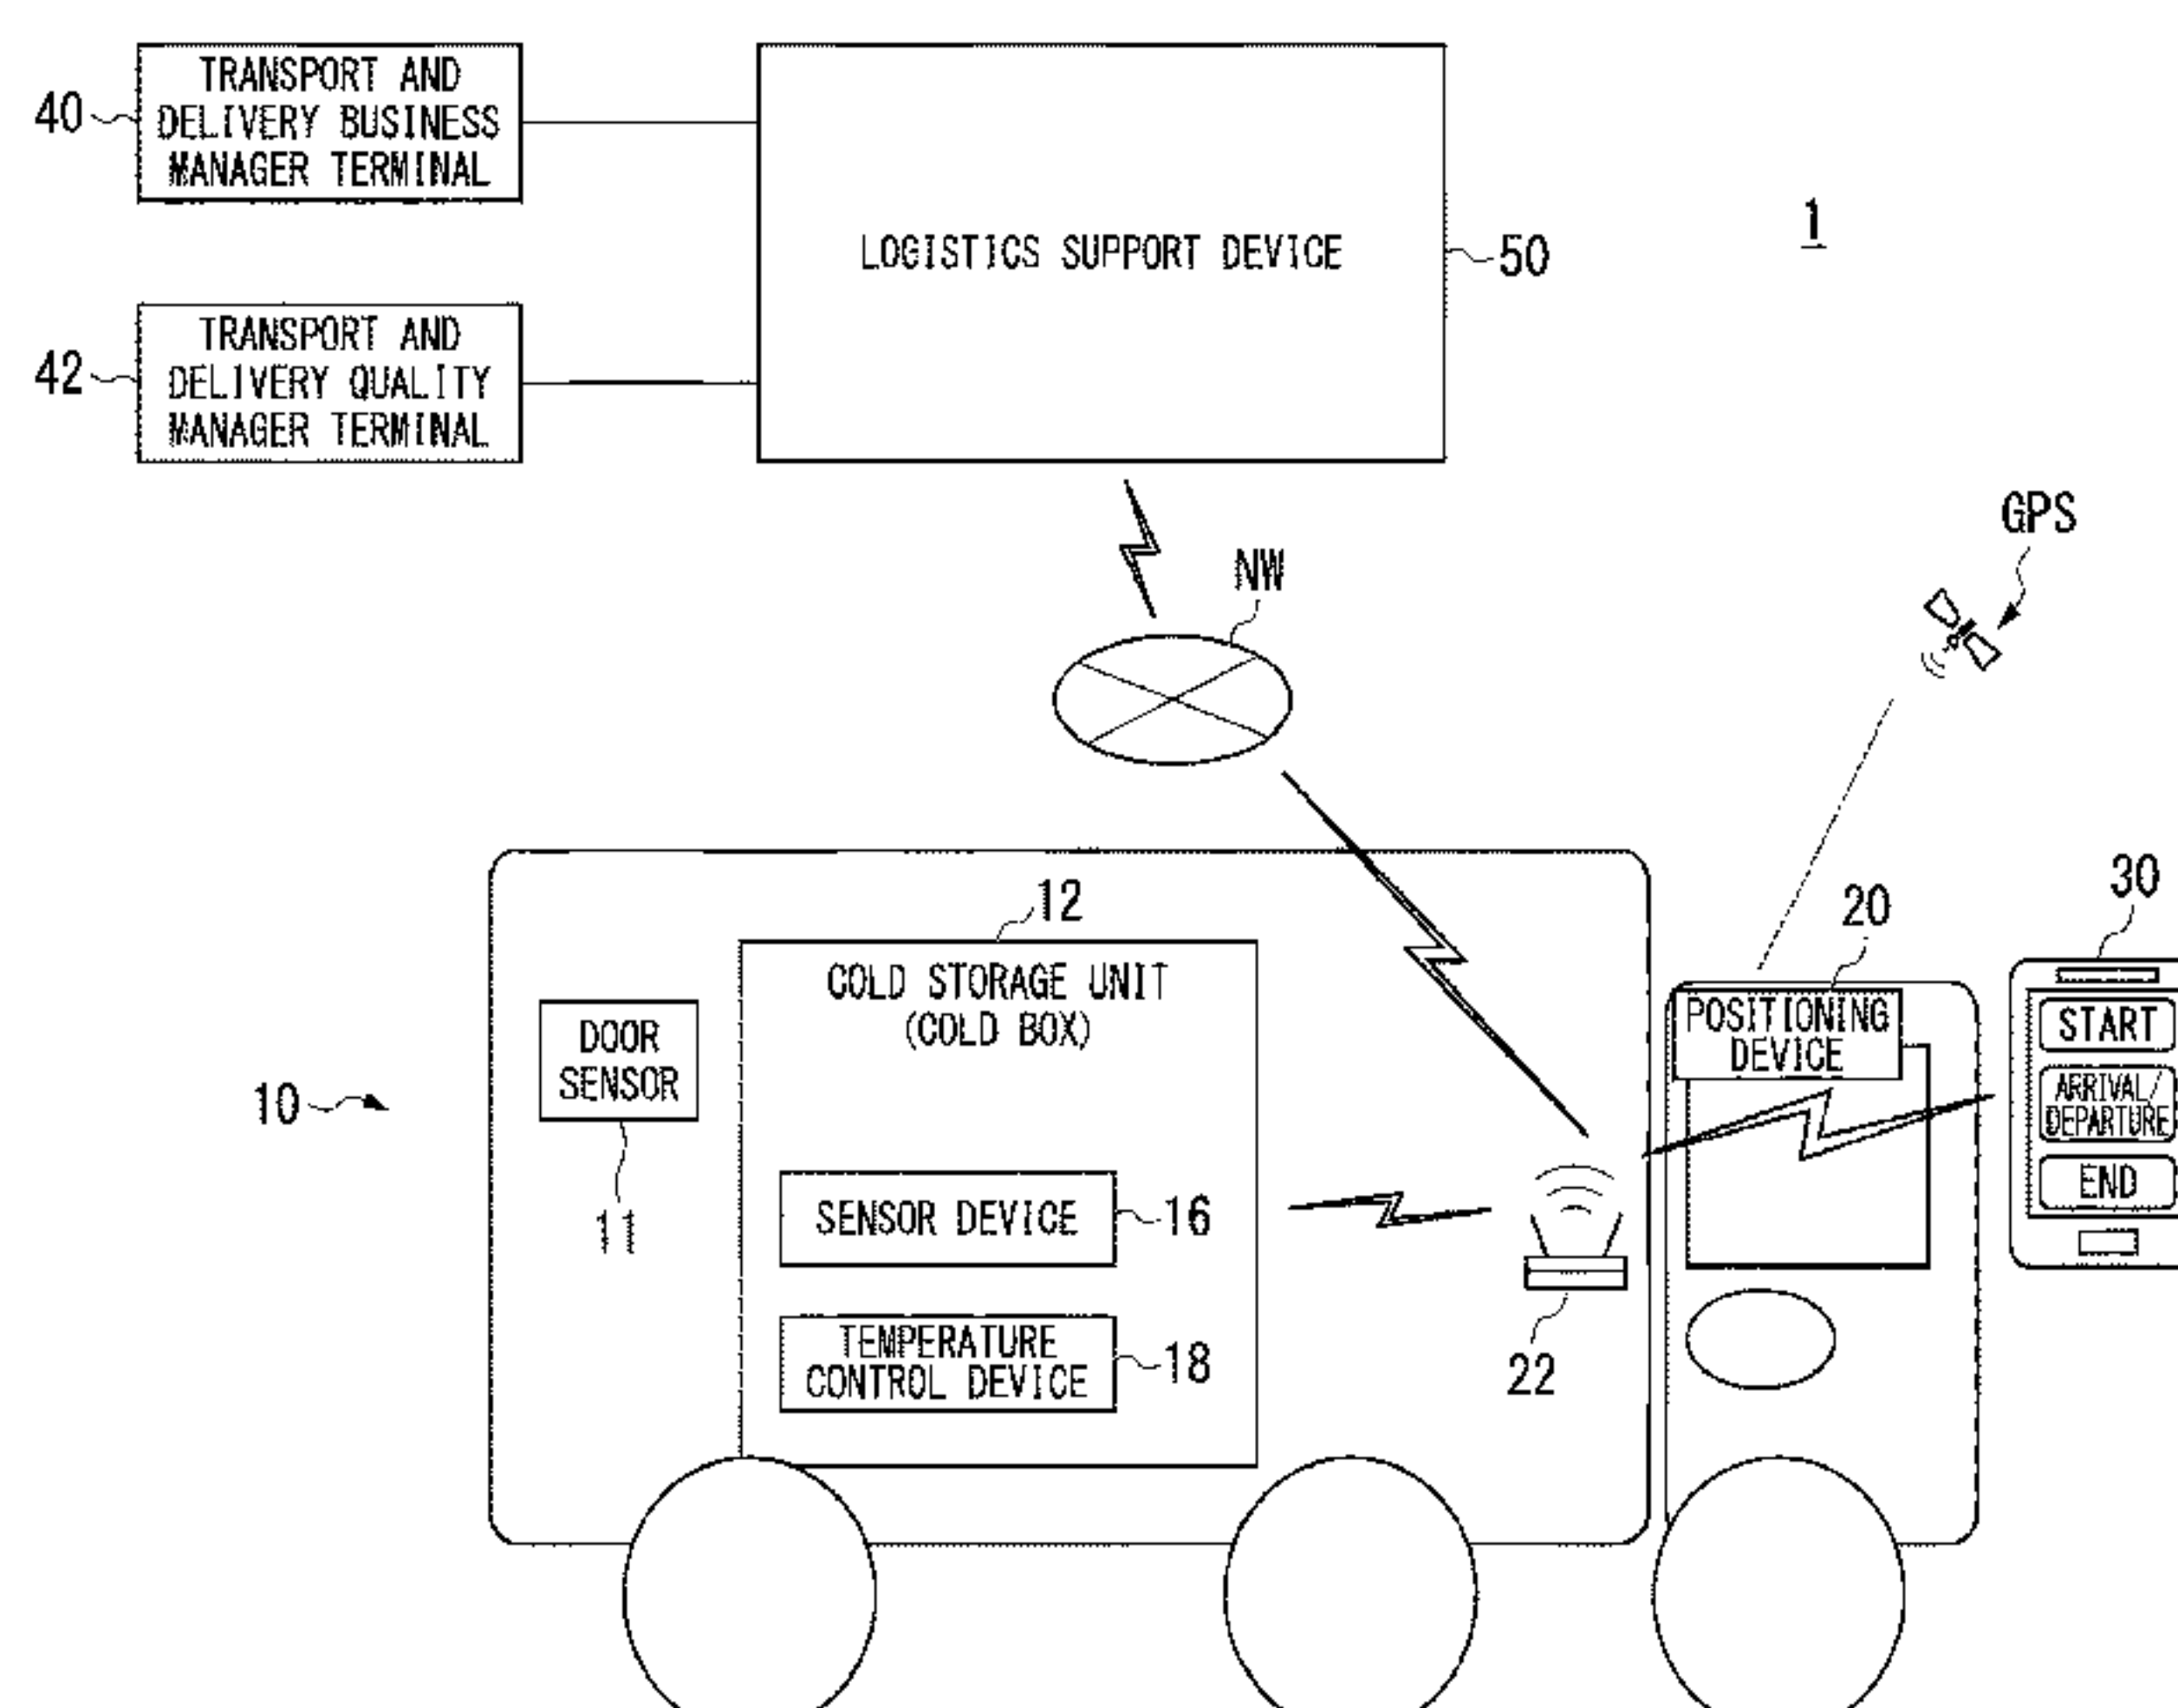 TRANSPORT AND
DELIVERY BUSINESS
MANAGER TERMINAL
40
LOGISTICS SUPPORT DEVICE
50
1
TRANSPORT AND
DELIVERY QUALITY
MANAGER TERMINAL
42
GPS
NW
12
COLD STORAGE UNIT
(COLD BOX)
DOOR
SENSOR
11
10
SENSOR DEVICE
16
TEMPERATURE
CONTROL DEVICE
18
22
20
POSITIONING
DEVICE
30
START
ARRIVAL/
DEPARTURE
END